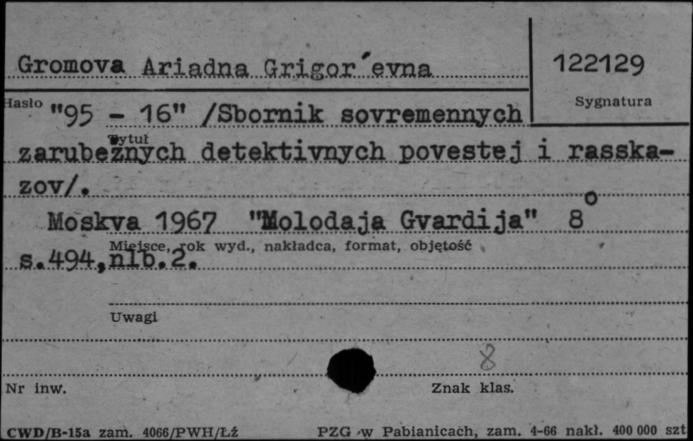 Gromova Ariadna Grigor´evna
122129
Hasło
Sygnatura
"95 - 16" /Sbornik sovremennych
Tytuł
zarubežnych detektivnych povestej i rasska-
zov/.
Moskva 1967 "Molodaja Gvardija" 8°
Miejsce, rok wyd., nakładca, format, objętość
s.494,nlb.2.
Uwagi
8
Nr inw.
Znak klas.
CWD/B-15a zam. 4066/PWH/Łż
PZG w Pabianicach, zam. 4-66 nakł. 400 000 szt